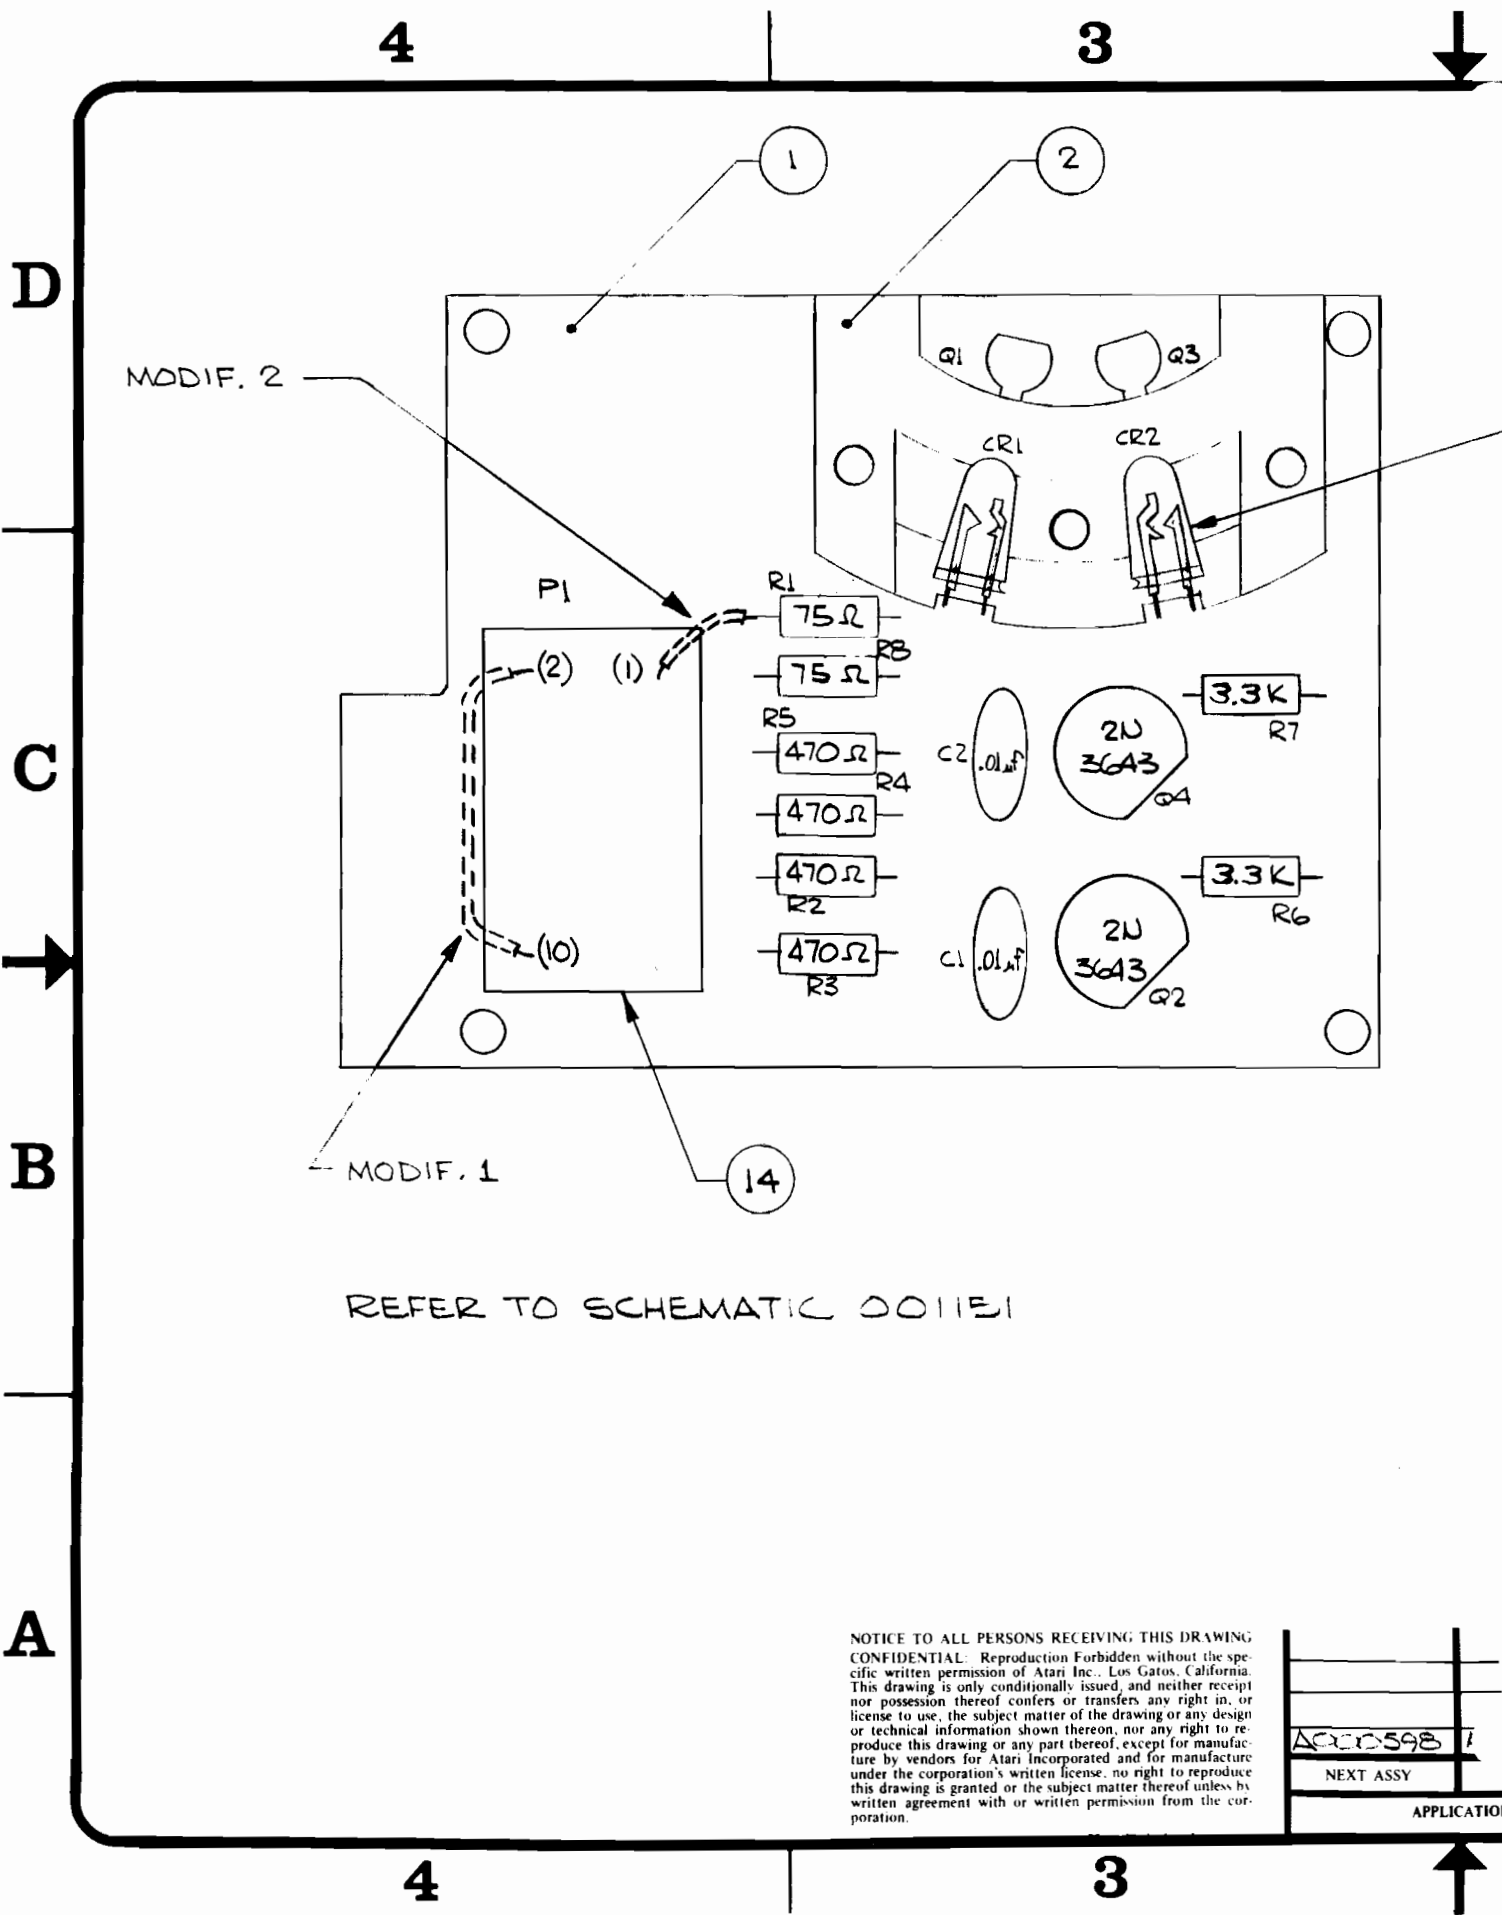 4 3
1 2
D
Q1 Q3
MODIF. 2
CR1 CR2
P1 R1
75Ω
R8
(2) (1) 75Ω
3.3K
R5 R7
C 470Ω C2 .01µf 2N
3643
R4 Q4
470Ω
470Ω 3.3K
R2 R6
(10) 470Ω C1 .01µf 2N
3643
R3 Q2
B MODIF. 1 14
REFER TO SCHEMATIC 001151
A
NOTICE TO ALL PERSONS RECEIVING THIS DRAWING
CONFIDENTIAL: Reproduction Forbidden without the spe-
cific written permission of Atari Inc., Los Gatos, California.
This drawing is only conditionally issued, and neither receipt
nor possession thereof confers or transfers any right in, or
license to use, the subject matter of the drawing or any design
or technical information shown thereon, nor any right to re-
produce this drawing or any part thereof, except for manufac-
ture by vendors for Atari Incorporated and for manufacture
under the corporation's written license, no right to reproduce
this drawing is granted or the subject matter thereof unless by
written agreement with or written permission from the cor-
poration.
A000598 1
NEXT ASSY
APPLICATIO
4 3